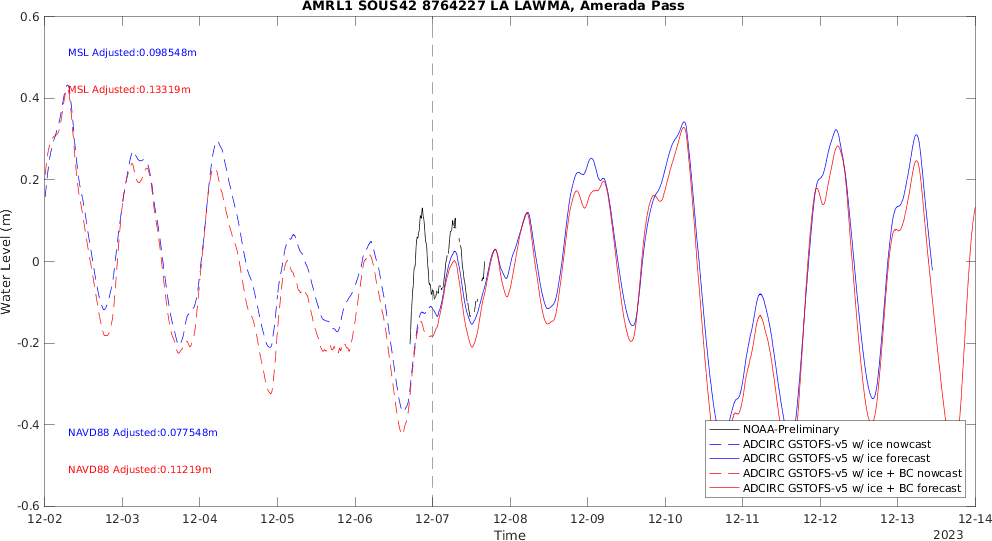 AMRL1 SOUS42 8764227 LA LAWMA, Amerada Pass
Water Level (m)
0.6
0.4
0.2
0
-0.2
-0.4
-0.6
MSL Adjusted:0.098548m
MSL Adjusted:0.13319m
NAVD88 Adjusted:0.077548m
NAVD88 Adjusted:0.11219m
NOAA-Preliminary
ADCIRC GSTOFS-v5 w/ ice nowcast
ADCIRC GSTOFS-v5 w/ ice forecast
ADCIRC GSTOFS-v5 w/ ice + BC nowcast
ADCIRC GSTOFS-v5 w/ ice + BC forecast
12-02 12-03 12-04 12-05 12-06 12-07 12-08 12-09 12-10 12-11 12-12 12-13 12-14
Time
2023